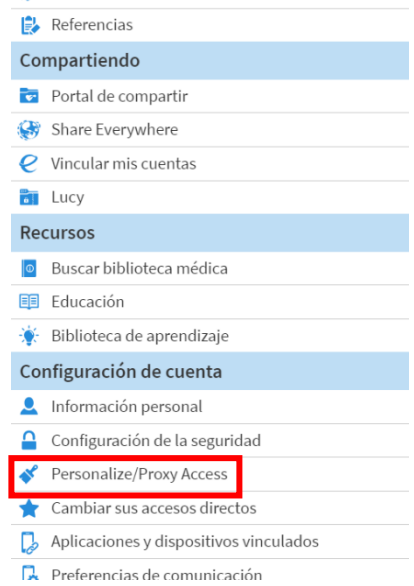 Referencias
Compartiendo
Portal de compartir
Share Everywhere
Vincular mis cuentas
Lucy
Recursos
Buscar biblioteca médica
Educación
Biblioteca de aprendizaje
Configuración de cuenta
Información personal
Configuración de la seguridad
Personalize/Proxy Access
Cambiar sus accesos directos
Aplicaciones y dispositivos vinculados
Preferencias de comunicación